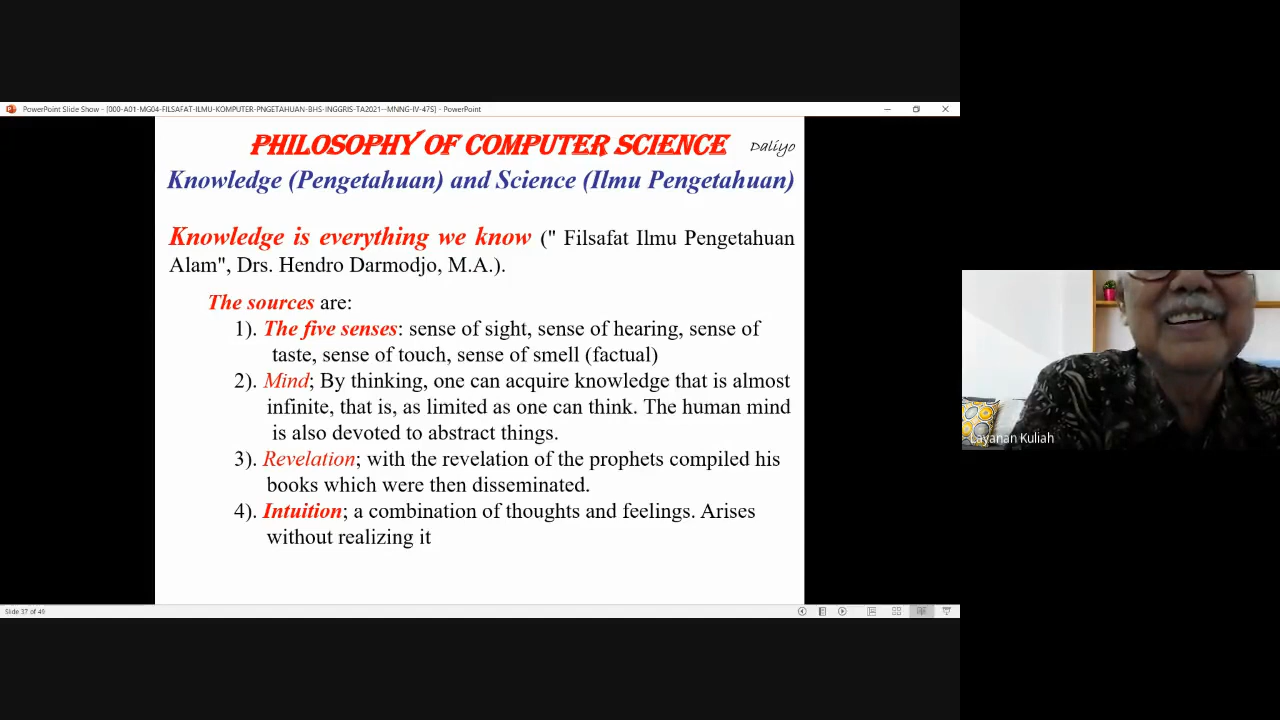 PowerPoint Slide Show - [000-A01-MG04-FILSAFAT-ILMU-KOMPUTER-PNGETAHUAN-BHS-INGGRIS-TA2021--MNNG-IV-475] - PowerPoint
PHILOSOPHY OF COMPUTER SCIENCE Daliyo
Knowledge (Pengetahuan) and Science (Ilmu Pengetahuan)
Knowledge is everything we know (" Filsafat Ilmu Pengetahuan
Alam", Drs. Hendro Darmodjo, M.A.).
The sources are:
1). The five senses: sense of sight, sense of hearing, sense of
taste, sense of touch, sense of smell (factual)
2). Mind; By thinking, one can acquire knowledge that is almost
infinite, that is, as limited as one can think. The human mind
is also devoted to abstract things.
3). Revelation; with the revelation of the prophets compiled his
books which were then disseminated.
4). Intuition; a combination of thoughts and feelings. Arises
without realizing it
Layanan Kuliah
Slide 37 of 49